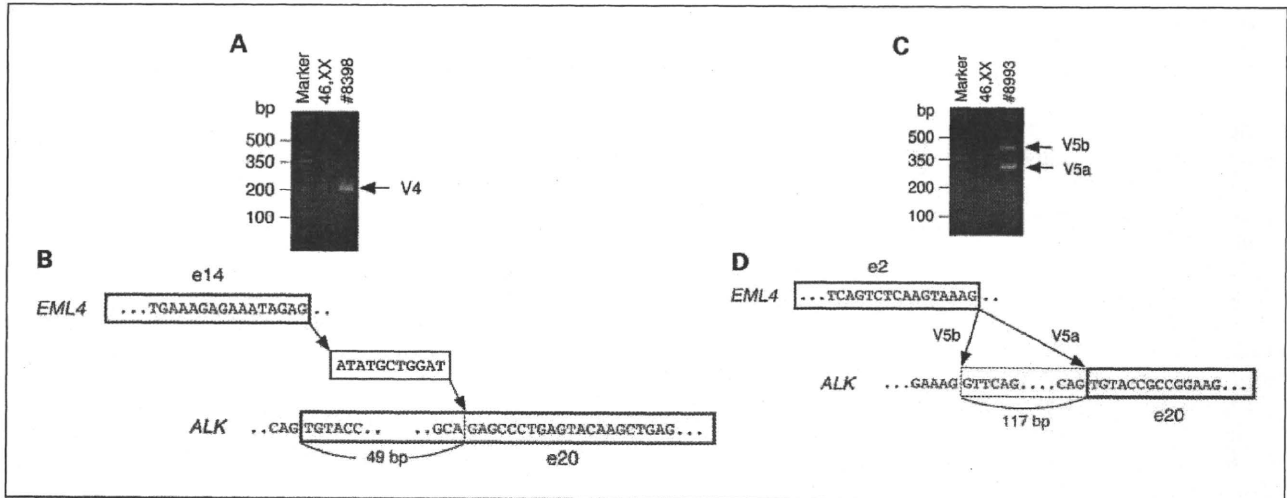 A
Marker
46,XX
#8398
bp
500
350
200
100
V4
B
e14
EML4
...TGAAAGAGAAATAGAG..
ATATGCTGGAT
ALK
..CAG TGTACC.. ..GCA GAGCCCTGAGTACAAGCTGAG...
49 bp
e20
C
Marker
46,XX
#8993
bp
500
350
200
100
V5b
V5a
D
e2
EML4
...TCAGTCTCAAGTAAAG..
V5b
V5a
ALK
...GAAAG GTTCAG....CAG TGTACCGCCGGAAG...
117 bp
e20